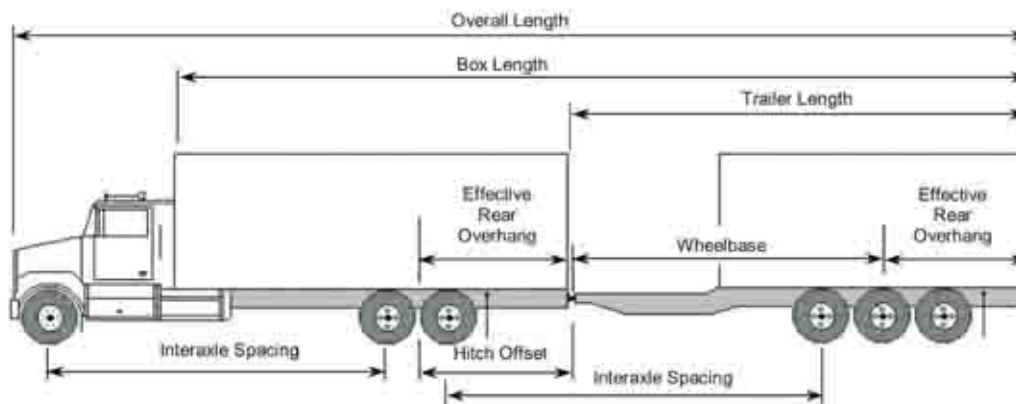 Overall Length
Box Length
Trailer Length
Effective
Rear
Overhang
Effective
Rear
Overhang
Wheelbase
Interaxle Spacing
Hitch Offset
Interaxle Spacing